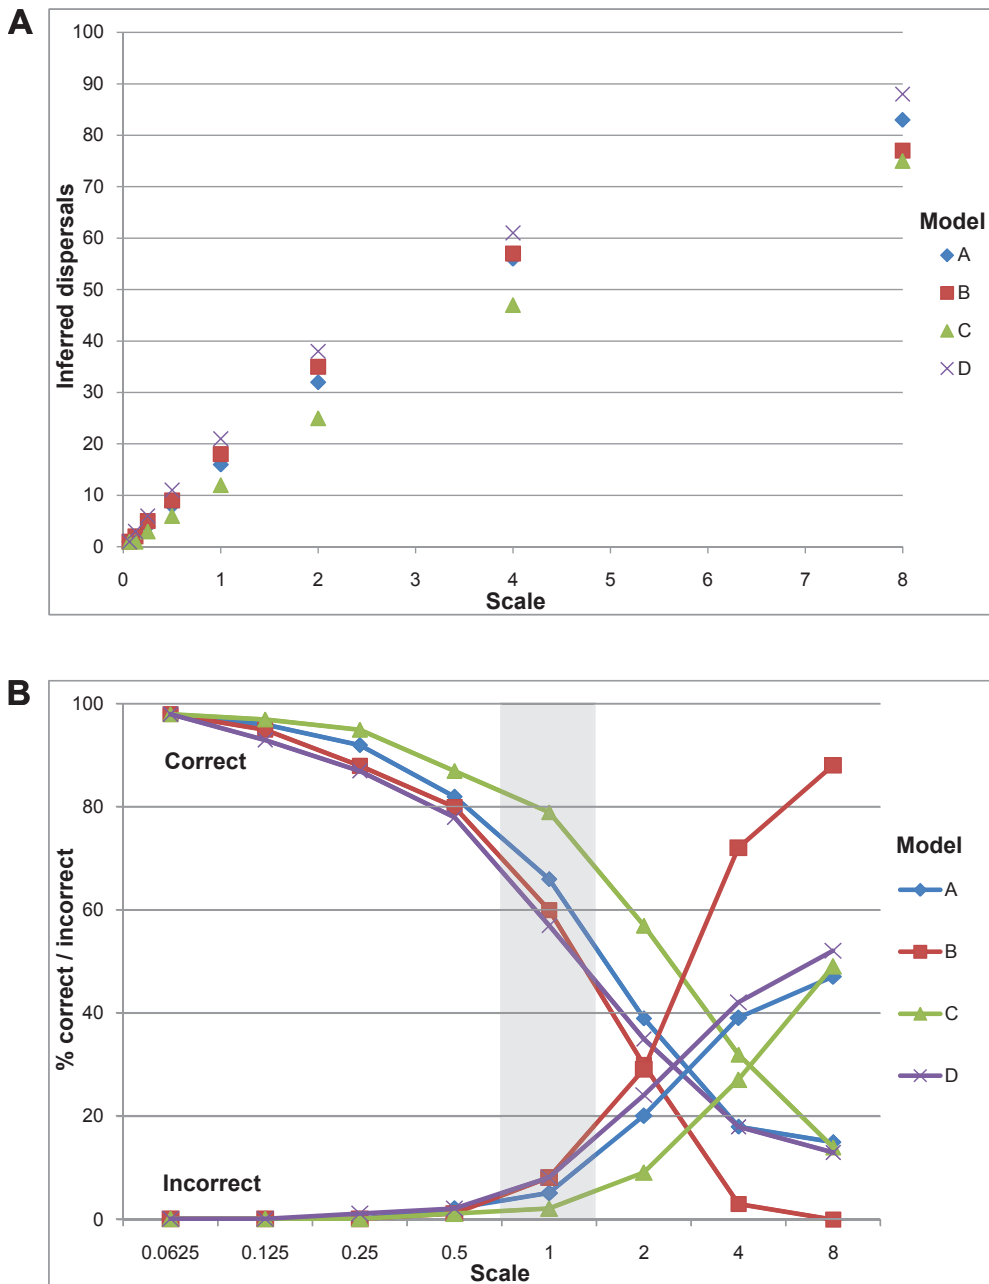 A
Inferred dispersals
100
90
80
70
60
50
40
30
20
10
0
0 1 2 3 4 5 6 7 8
Scale
Model
A
B
C
D
B
% correct / incorrect
100
80
60
40
20
0
Correct
Incorrect
0.0625 0.125 0.25 0.5 1 2 4 8
Scale
Model
A
B
C
D